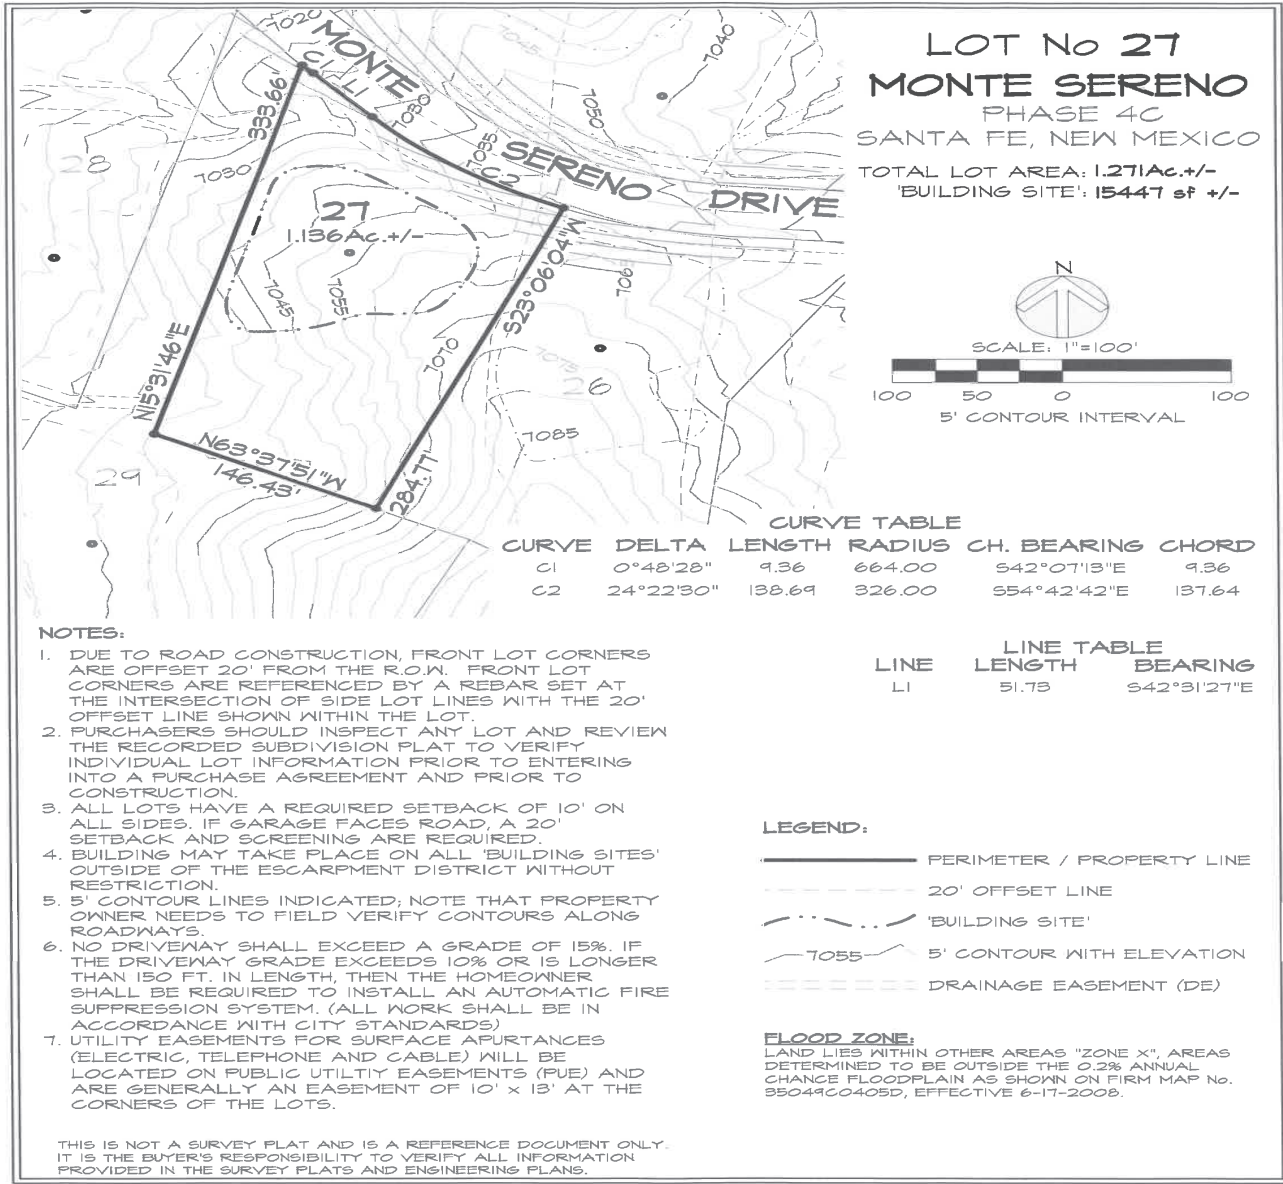 LOT No 27
MONTE SERENO
PHASE 4C
SANTA FE, NEW MEXICO
TOTAL LOT AREA: 1.271Ac.+/-
'BUILDING SITE': 15447 sf +/-
N
SCALE: 1"=100'
100 50 0 100
5' CONTOUR INTERVAL
7020
MONTE
SERENO
DRIVE
7045
7040
7050
C1
L1
7030
7035
C2
333.66'
28
7030
27
1.136Ac.+/-
7045
7055
S23°06'04"W
7070
7075
26
7085
N15°31'46"E
N63°37'51"W
146.43'
284.77'
29
CURVE TABLE
CURVE DELTA LENGTH RADIUS CH. BEARING CHORD
C1 0°48'28" 9.36 664.00 S42°07'13"E 9.36
C2 24°22'30" 138.69 326.00 S54°42'42"E 137.64
LINE TABLE
LINE LENGTH BEARING
L1 51.73 S42°31'27"E
NOTES:
1. DUE TO ROAD CONSTRUCTION, FRONT LOT CORNERS
ARE OFFSET 20' FROM THE R.O.W. FRONT LOT
CORNERS ARE REFERENCED BY A REBAR SET AT
THE INTERSECTION OF SIDE LOT LINES WITH THE 20'
OFFSET LINE SHOWN WITHIN THE LOT.
2. PURCHASERS SHOULD INSPECT ANY LOT AND REVIEW
THE RECORDED SUBDIVISION PLAT TO VERIFY
INDIVIDUAL LOT INFORMATION PRIOR TO ENTERING
INTO A PURCHASE AGREEMENT AND PRIOR TO
CONSTRUCTION.
3. ALL LOTS HAVE A REQUIRED SETBACK OF 10' ON
ALL SIDES. IF GARAGE FACES ROAD, A 20'
SETBACK AND SCREENING ARE REQUIRED.
4. BUILDING MAY TAKE PLACE ON ALL 'BUILDING SITES'
OUTSIDE OF THE ESCARPMENT DISTRICT WITHOUT
RESTRICTION.
5. 5' CONTOUR LINES INDICATED; NOTE THAT PROPERTY
OWNER NEEDS TO FIELD VERIFY CONTOURS ALONG
ROADWAYS.
6. NO DRIVEWAY SHALL EXCEED A GRADE OF 15%. IF
THE DRIVEWAY GRADE EXCEEDS 10% OR IS LONGER
THAN 150 FT. IN LENGTH, THEN THE HOMEOWNER
SHALL BE REQUIRED TO INSTALL AN AUTOMATIC FIRE
SUPPRESSION SYSTEM. (ALL WORK SHALL BE IN
ACCORDANCE WITH CITY STANDARDS)
7. UTILITY EASEMENTS FOR SURFACE APURTANCES
(ELECTRIC, TELEPHONE AND CABLE) WILL BE
LOCATED ON PUBLIC UTILTIY EASEMENTS (PUE) AND
ARE GENERALLY AN EASEMENT OF 10' x 13' AT THE
CORNERS OF THE LOTS.
LEGEND:
PERIMETER / PROPERTY LINE
20' OFFSET LINE
'BUILDING SITE'
7055 5' CONTOUR WITH ELEVATION
DRAINAGE EASEMENT (DE)
FLOOD ZONE:
LAND LIES WITHIN OTHER AREAS "ZONE X", AREAS
DETERMINED TO BE OUTSIDE THE 0.2% ANNUAL
CHANCE FLOODPLAIN AS SHOWN ON FIRM MAP No.
35049C0405D, EFFECTIVE 6-17-2008.
THIS IS NOT A SURVEY PLAT AND IS A REFERENCE DOCUMENT ONLY.
IT IS THE BUYER'S RESPONSIBILITY TO VERIFY ALL INFORMATION
PROVIDED IN THE SURVEY PLATS AND ENGINEERING PLANS.